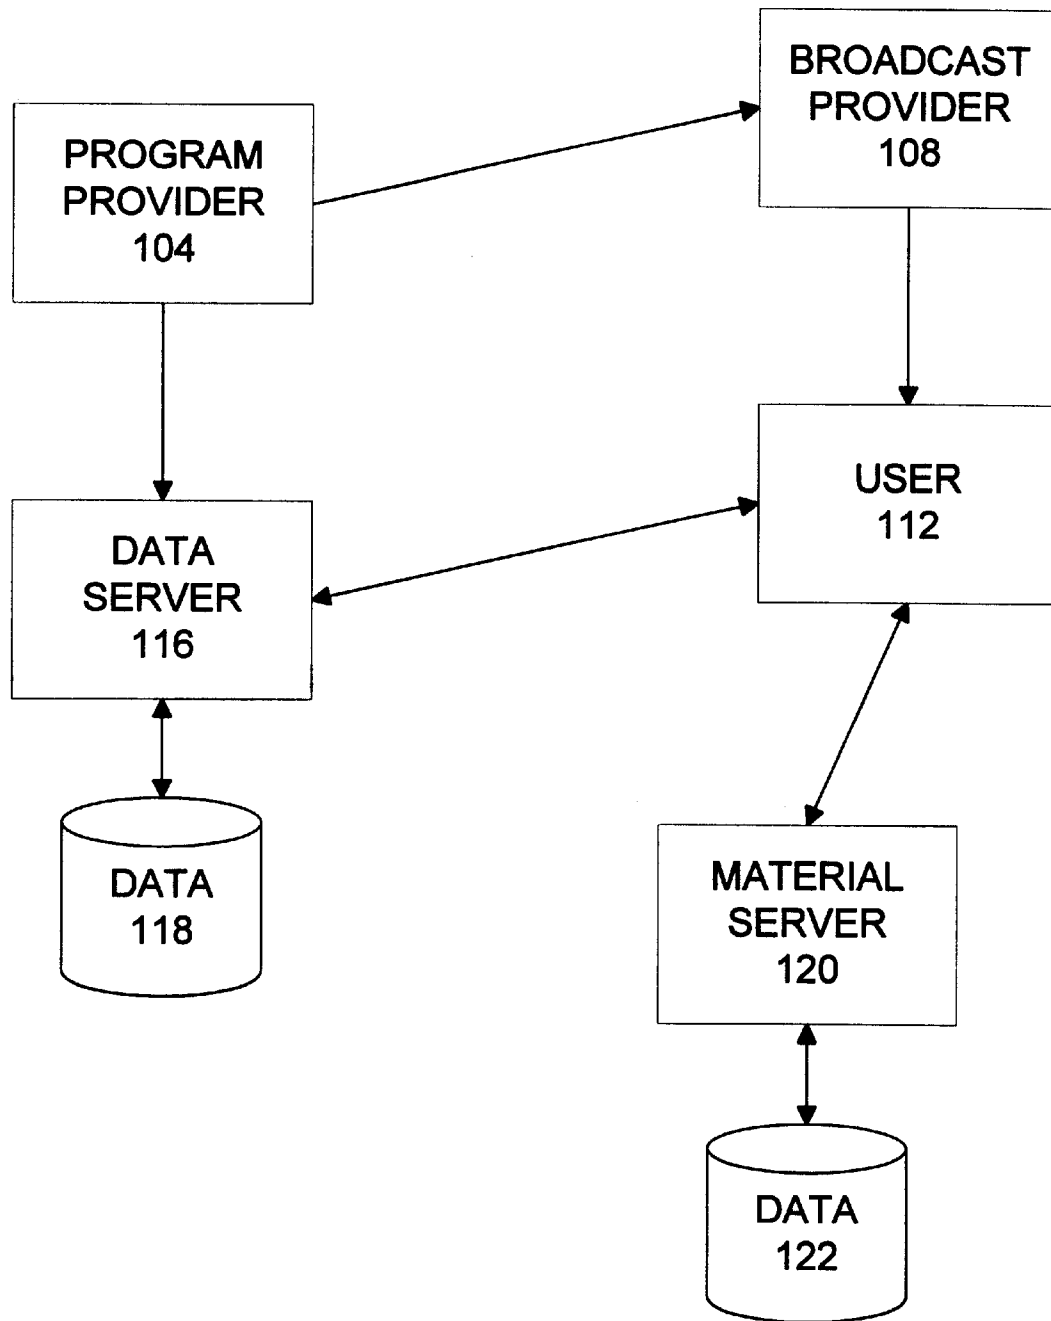 BROADCAST
PROVIDER
108
PROGRAM
PROVIDER
104
USER
112
DATA
SERVER
116
DATA
118
MATERIAL
SERVER
120
DATA
122